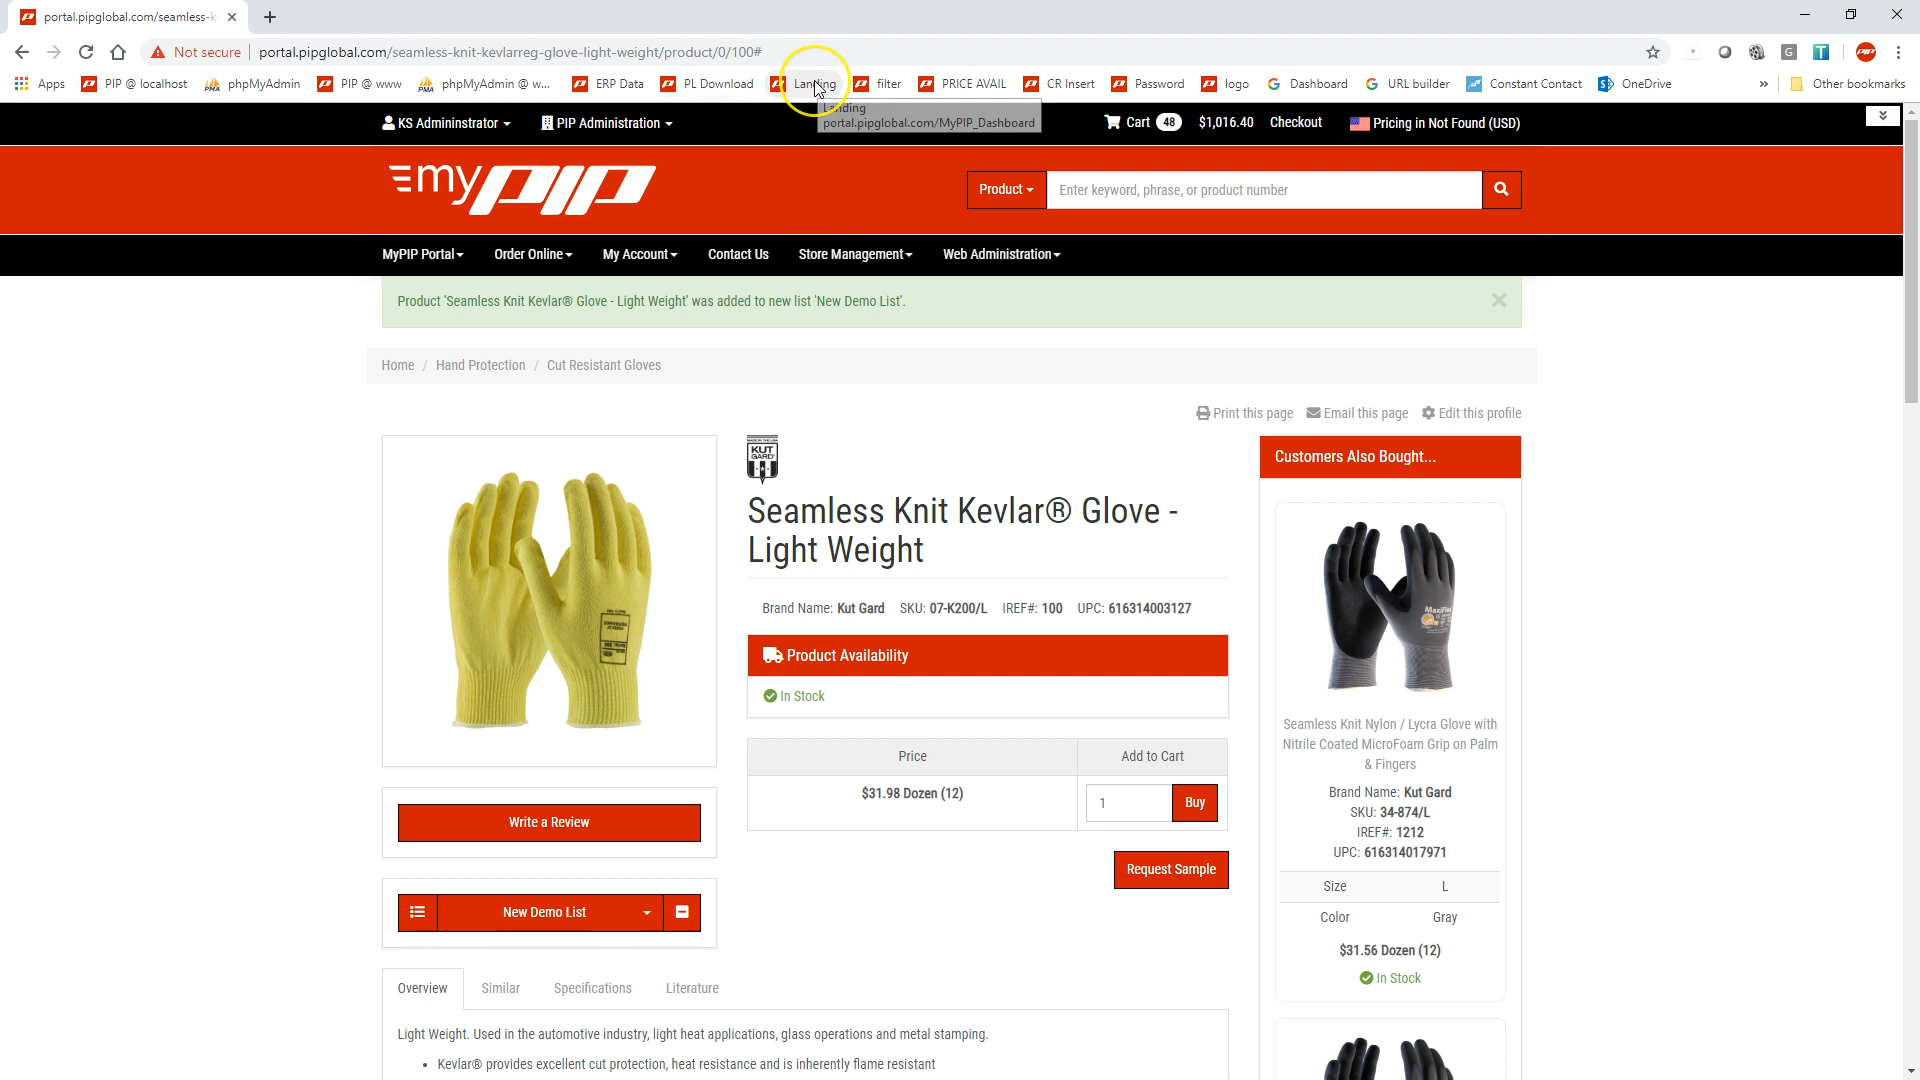 portal.pipglobal.com/seamless-k
Not secure
portal.pipglobal.com/seamless-knit-kevlarreg-glove-light-weight/product/0/100#
Apps
PIP @ localhost
phpMyAdmin
PIP @ www
phpMyAdmin @ w...
ERP Data
PL Download
Landing
filter
PRICE AVAIL
CR Insert
Password
logo
Dashboard
URL builder
Constant Contact
OneDrive
»
Other bookmarks
Landing
portal.pipglobal.com/MyPIP_Dashboard
KS Admininstrator
PIP Administration
Cart 48 $1,016.40 Checkout
Pricing in Not Found (USD)
my PIP
Product
Enter keyword, phrase, or product number
MyPIP Portal
Order Online
My Account
Contact Us
Store Management
Web Administration
Product 'Seamless Knit Kevlar® Glove - Light Weight' was added to new list 'New Demo List'.
Home / Hand Protection / Cut Resistant Gloves
Print this page
Email this page
Edit this profile
MADE IN THE USA
KUT
GARD
Seamless Knit Kevlar® Glove -
Light Weight
Brand Name: Kut Gard SKU: 07-K200/L IREF#: 100 UPC: 616314003127
Product Availability
In Stock
Price
Add to Cart
$31.98 Dozen (12)
1
Buy
Request Sample
Write a Review
New Demo List
Overview
Similar
Specifications
Literature
Light Weight. Used in the automotive industry, light heat applications, glass operations and metal stamping.
• Kevlar® provides excellent cut protection, heat resistance and is inherently flame resistant
Customers Also Bought...
MaxiFlex
Seamless Knit Nylon / Lycra Glove with
Nitrile Coated MicroFoam Grip on Palm
& Fingers
Brand Name: Kut Gard
SKU: 34-874/L
IREF#: 1212
UPC: 616314017971
Size L
Color Gray
$31.56 Dozen (12)
In Stock